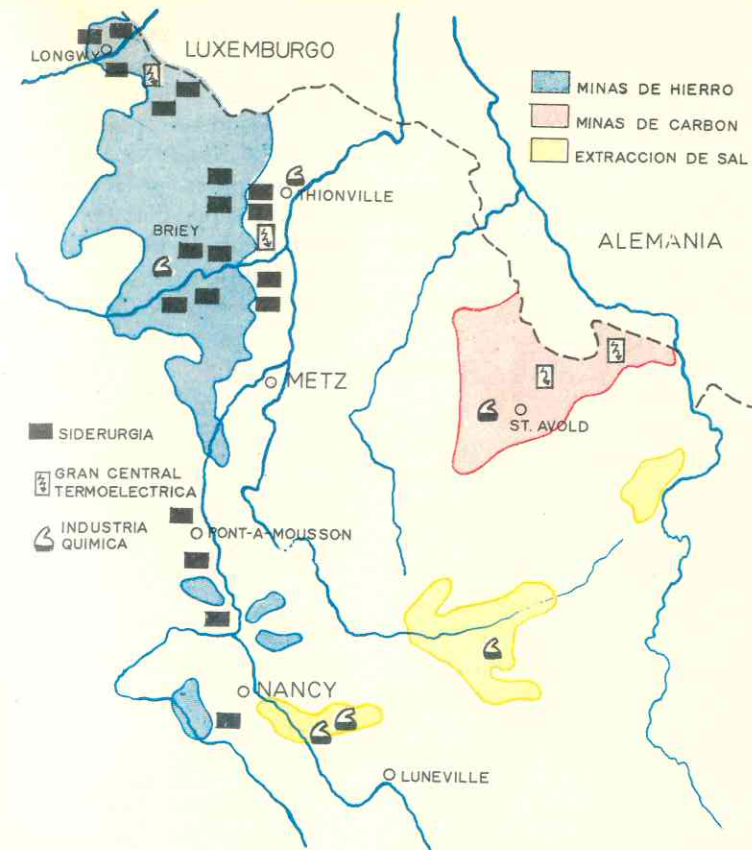 LONGWY
LUXEMBURGO
MINAS DE HIERRO
MINAS DE CARBON
EXTRACCION DE SAL
THIONVILLE
BRIEY
ALEMANIA
METZ
ST. AVOLD
SIDERURGIA
GRAN CENTRAL
TERMOELECTRICA
INDUSTRIA
QUIMICA
PONT-A-MOUSSON
NANCY
LUNEVILLE